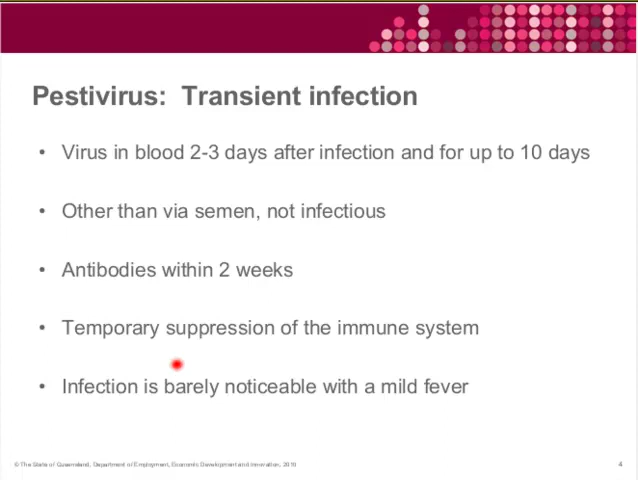 Pestivirus: Transient infection
• Virus in blood 2-3 days after infection and for up to 10 days
• Other than via semen, not infectious
• Antibodies within 2 weeks
• Temporary suppression of the immune system
• Infection is barely noticeable with a mild fever
© The State of Queensland, Department of Employment, Economic Development and Innovation, 2010
4